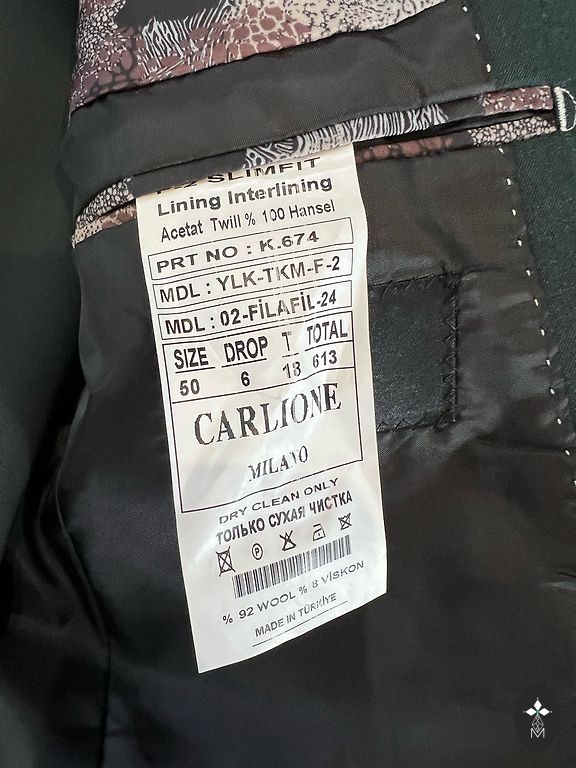 SLIMFIT
Lining Interlining
Acetat Twill % 100 Hansel
PRT NO : K.674
MDL : YLK-TKM-F-2
MDL : 02-FİLAFİL-24
SIZE DROP T TOTAL
50 6 18 613
CARLIONE
MILANO
DRY CLEAN ONLY
ТОЛЬКО СУХАЯ ЧИСТКА
P
% 92 WOOL % 8 VİSKON
MADE IN TÜRKİYE
M